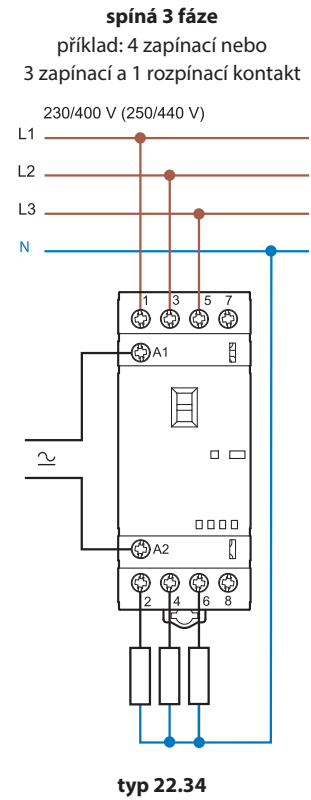 spíná 3 fáze
příklad: 4 zapínací nebo
3 zapínací a 1 rozpínací kontakt
230/400 V (250/440 V)
L1
L2
L3
N
1 3 5 7
A1
A2
2 4 6 8
typ 22.34